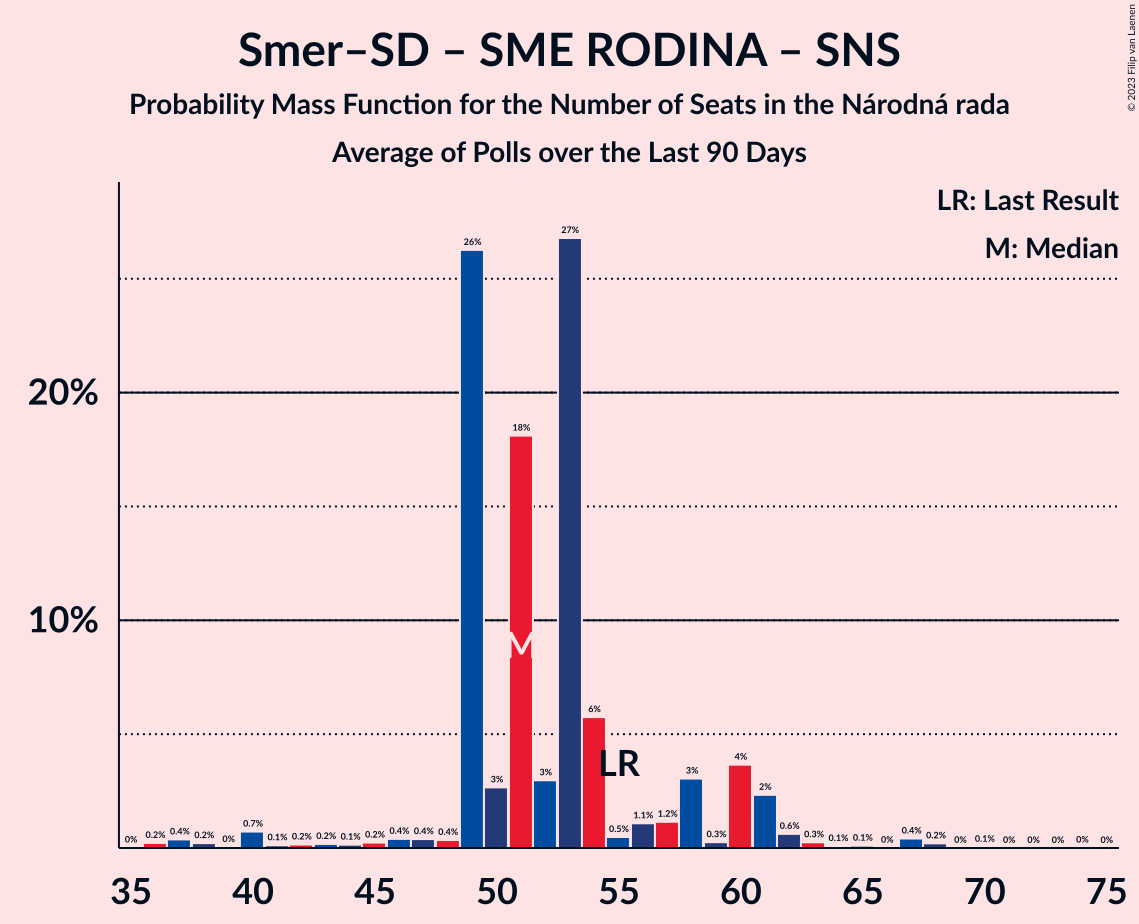 Smer–SD – SME RODINA – SNS
Probability Mass Function for the Number of Seats in the Národná rada
Average of Polls over the Last 90 Days
© 2023 Filip van Laenen
LR: Last Result
M: Median
20%
10%
0% 0.2% 0.4% 0.2% 0% 0.7% 0.1% 0.2% 0.2% 0.1% 0.2% 0.4% 0.4% 0.4% 26% 3% 18% 3% 27% 6% 0.5% 1.1% 1.2% 3% 0.3% 4% 2% 0.6% 0.3% 0.1% 0.1% 0% 0.4% 0.2% 0% 0.1% 0% 0% 0% 0% 0%
M
LR
35 40 45 50 55 60 65 70 75